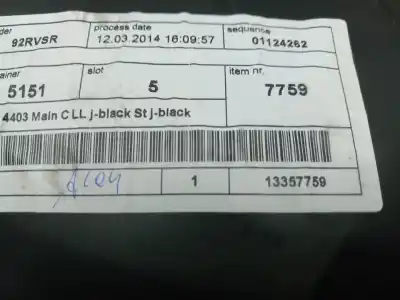 der process date sequence
92RVSR 12.03.2014 16:09:57 01124262
ainer slot item nr.
5151 5 7759
4403 Main C LL j-black St j-black
1 13357759